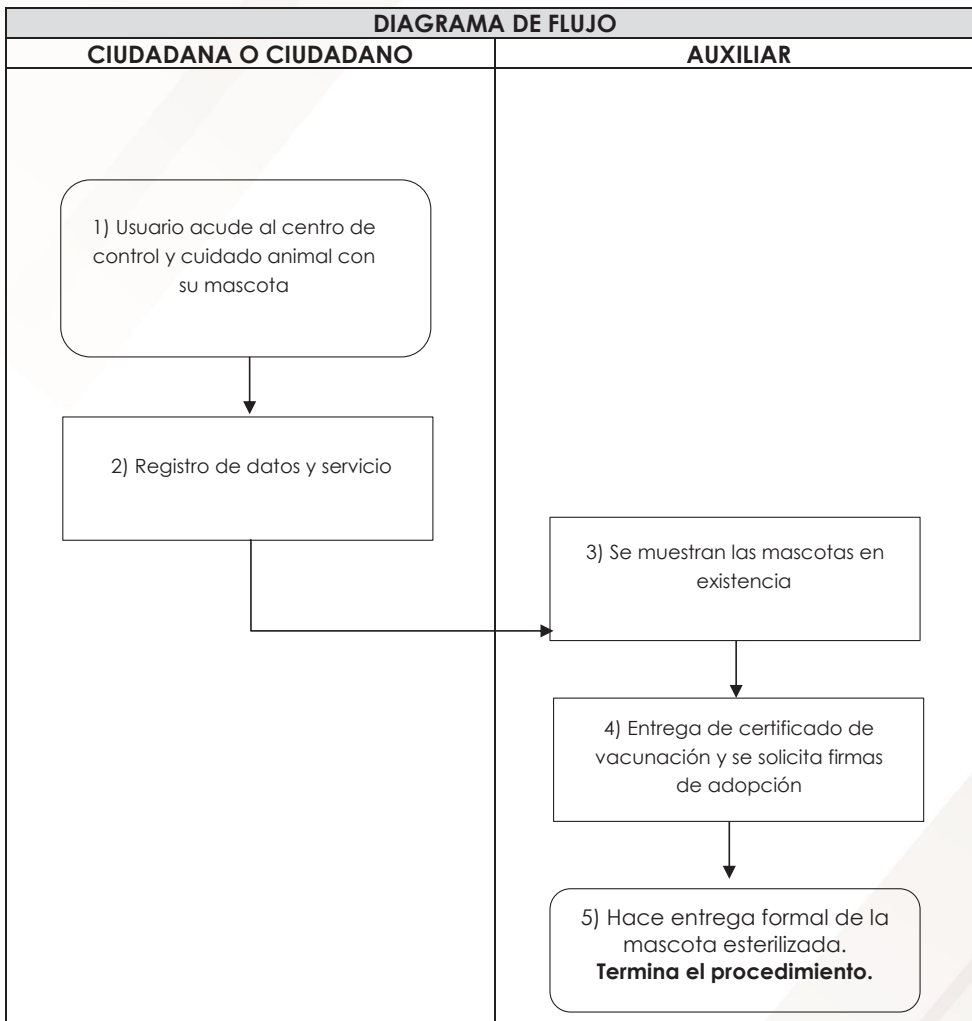 DIAGRAMA DE FLUJO
CIUDADANA O CIUDADANO
AUXILIAR
1) Usuario acude al centro de
control y cuidado animal con
su mascota
2) Registro de datos y servicio
3) Se muestran las mascotas en
existencia
4) Entrega de certificado de
vacunación y se solicita firmas
de adopción
5) Hace entrega formal de la
mascota esterilizada.
Termina el procedimiento.